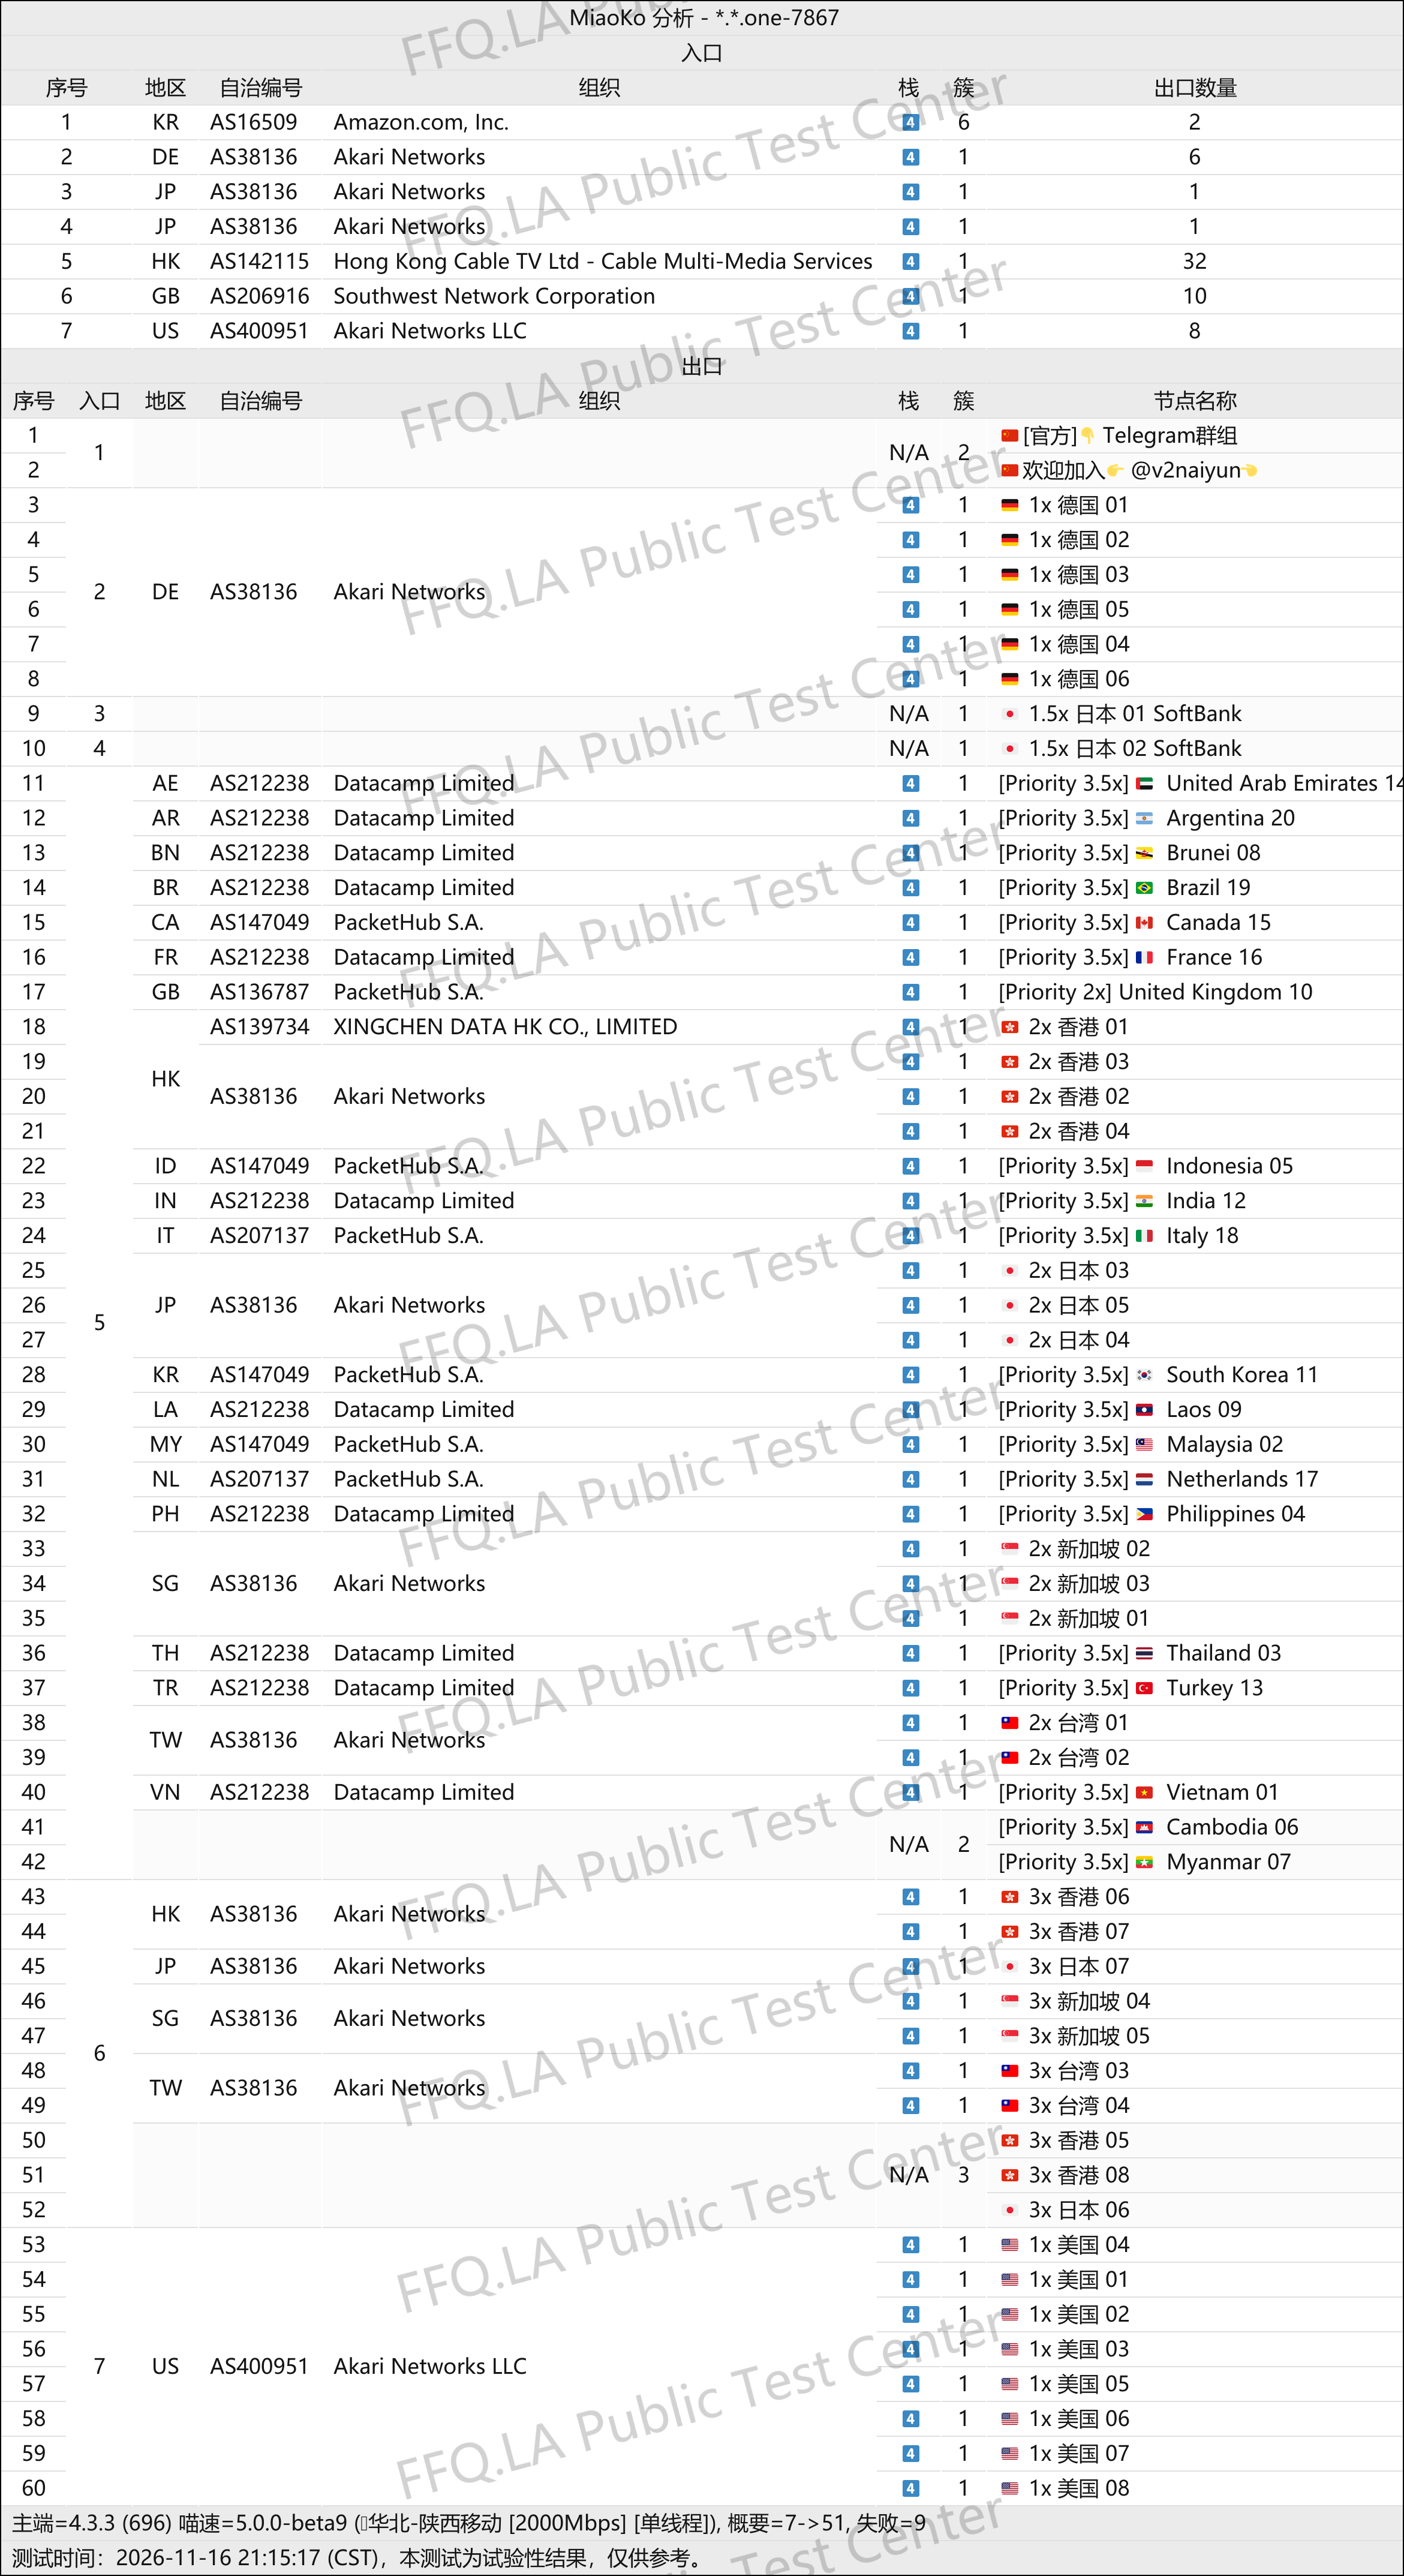 MiaoKo 分析 - *.*.one-7867
入口
序号 地区 自治编号 组织 栈 簇 出口数量
1 KR AS16509 Amazon.com, Inc. 4 6 2
2 DE AS38136 Akari Networks 4 1 6
3 JP AS38136 Akari Networks 4 1 1
4 JP AS38136 Akari Networks 4 1 1
5 HK AS142115 Hong Kong Cable TV Ltd - Cable Multi-Media Services 4 1 32
6 GB AS206916 Southwest Network Corporation 4 1 10
7 US AS400951 Akari Networks LLC 4 1 8
出口
序号 入口 地区 自治编号 组织 栈 簇 节点名称
1 1 N/A 2 🇨🇳 [官方]👇 Telegram群组
2 🇨🇳 欢迎加入👉 @v2naiyun👈
3 2 DE AS38136 Akari Networks 4 1 🇩🇪 1x 德国 01
4 4 1 🇩🇪 1x 德国 02
5 4 1 🇩🇪 1x 德国 03
6 4 1 🇩🇪 1x 德国 05
7 4 1 🇩🇪 1x 德国 04
8 4 1 🇩🇪 1x 德国 06
9 3 N/A 1 🇯🇵 1.5x 日本 01 SoftBank
10 4 N/A 1 🇯🇵 1.5x 日本 02 SoftBank
11 5 AE AS212238 Datacamp Limited 4 1 [Priority 3.5x] 🇦🇪 United Arab Emirates 14
12 AR AS212238 Datacamp Limited 4 1 [Priority 3.5x] 🇦🇷 Argentina 20
13 BN AS212238 Datacamp Limited 4 1 [Priority 3.5x] 🇧🇳 Brunei 08
14 BR AS212238 Datacamp Limited 4 1 [Priority 3.5x] 🇧🇷 Brazil 19
15 CA AS147049 PacketHub S.A. 4 1 [Priority 3.5x] 🇨🇦 Canada 15
16 FR AS212238 Datacamp Limited 4 1 [Priority 3.5x] 🇫🇷 France 16
17 GB AS136787 PacketHub S.A. 4 1 [Priority 2x] United Kingdom 10
18 HK AS139734 XINGCHEN DATA HK CO., LIMITED 4 1 🇭🇰 2x 香港 01
19 AS38136 Akari Networks 4 1 🇭🇰 2x 香港 03
20 4 1 🇭🇰 2x 香港 02
21 4 1 🇭🇰 2x 香港 04
22 ID AS147049 PacketHub S.A. 4 1 [Priority 3.5x] 🇮🇩 Indonesia 05
23 IN AS212238 Datacamp Limited 4 1 [Priority 3.5x] 🇮🇳 India 12
24 IT AS207137 PacketHub S.A. 4 1 [Priority 3.5x] 🇮🇹 Italy 18
25 JP AS38136 Akari Networks 4 1 🇯🇵 2x 日本 03
26 4 1 🇯🇵 2x 日本 05
27 4 1 🇯🇵 2x 日本 04
28 KR AS147049 PacketHub S.A. 4 1 [Priority 3.5x] 🇰🇷 South Korea 11
29 LA AS212238 Datacamp Limited 4 1 [Priority 3.5x] 🇱🇦 Laos 09
30 MY AS147049 PacketHub S.A. 4 1 [Priority 3.5x] 🇲🇾 Malaysia 02
31 NL AS207137 PacketHub S.A. 4 1 [Priority 3.5x] 🇳🇱 Netherlands 17
32 PH AS212238 Datacamp Limited 4 1 [Priority 3.5x] 🇵🇭 Philippines 04
33 SG AS38136 Akari Networks 4 1 🇸🇬 2x 新加坡 02
34 4 1 🇸🇬 2x 新加坡 03
35 4 1 🇸🇬 2x 新加坡 01
36 TH AS212238 Datacamp Limited 4 1 [Priority 3.5x] 🇹🇭 Thailand 03
37 TR AS212238 Datacamp Limited 4 1 [Priority 3.5x] 🇹🇷 Turkey 13
38 TW AS38136 Akari Networks 4 1 🇹🇼 2x 台湾 01
39 4 1 🇹🇼 2x 台湾 02
40 VN AS212238 Datacamp Limited 4 1 [Priority 3.5x] 🇻🇳 Vietnam 01
41 N/A 2 [Priority 3.5x] 🇰🇭 Cambodia 06
42 [Priority 3.5x] 🇲🇲 Myanmar 07
43 6 HK AS38136 Akari Networks 4 1 🇭🇰 3x 香港 06
44 4 1 🇭🇰 3x 香港 07
45 JP AS38136 Akari Networks 4 1 🇯🇵 3x 日本 07
46 SG AS38136 Akari Networks 4 1 🇸🇬 3x 新加坡 04
47 4 1 🇸🇬 3x 新加坡 05
48 TW AS38136 Akari Networks 4 1 🇹🇼 3x 台湾 03
49 4 1 🇹🇼 3x 台湾 04
50 N/A 3 🇭🇰 3x 香港 05
51 🇭🇰 3x 香港 08
52 🇯🇵 3x 日本 06
53 7 US AS400951 Akari Networks LLC 4 1 🇺🇸 1x 美国 04
54 4 1 🇺🇸 1x 美国 01
55 4 1 🇺🇸 1x 美国 02
56 4 1 🇺🇸 1x 美国 03
57 4 1 🇺🇸 1x 美国 05
58 4 1 🇺🇸 1x 美国 06
59 4 1 🇺🇸 1x 美国 07
60 4 1 🇺🇸 1x 美国 08
主端=4.3.3 (696) 喵速=5.0.0-beta9 (▯华北-陕西移动 [2000Mbps] [单线程]), 概要=7->51, 失败=9
测试时间：2026-11-16 21:15:17 (CST)，本测试为试验性结果，仅供参考。
FFQ.LA Public Test Center